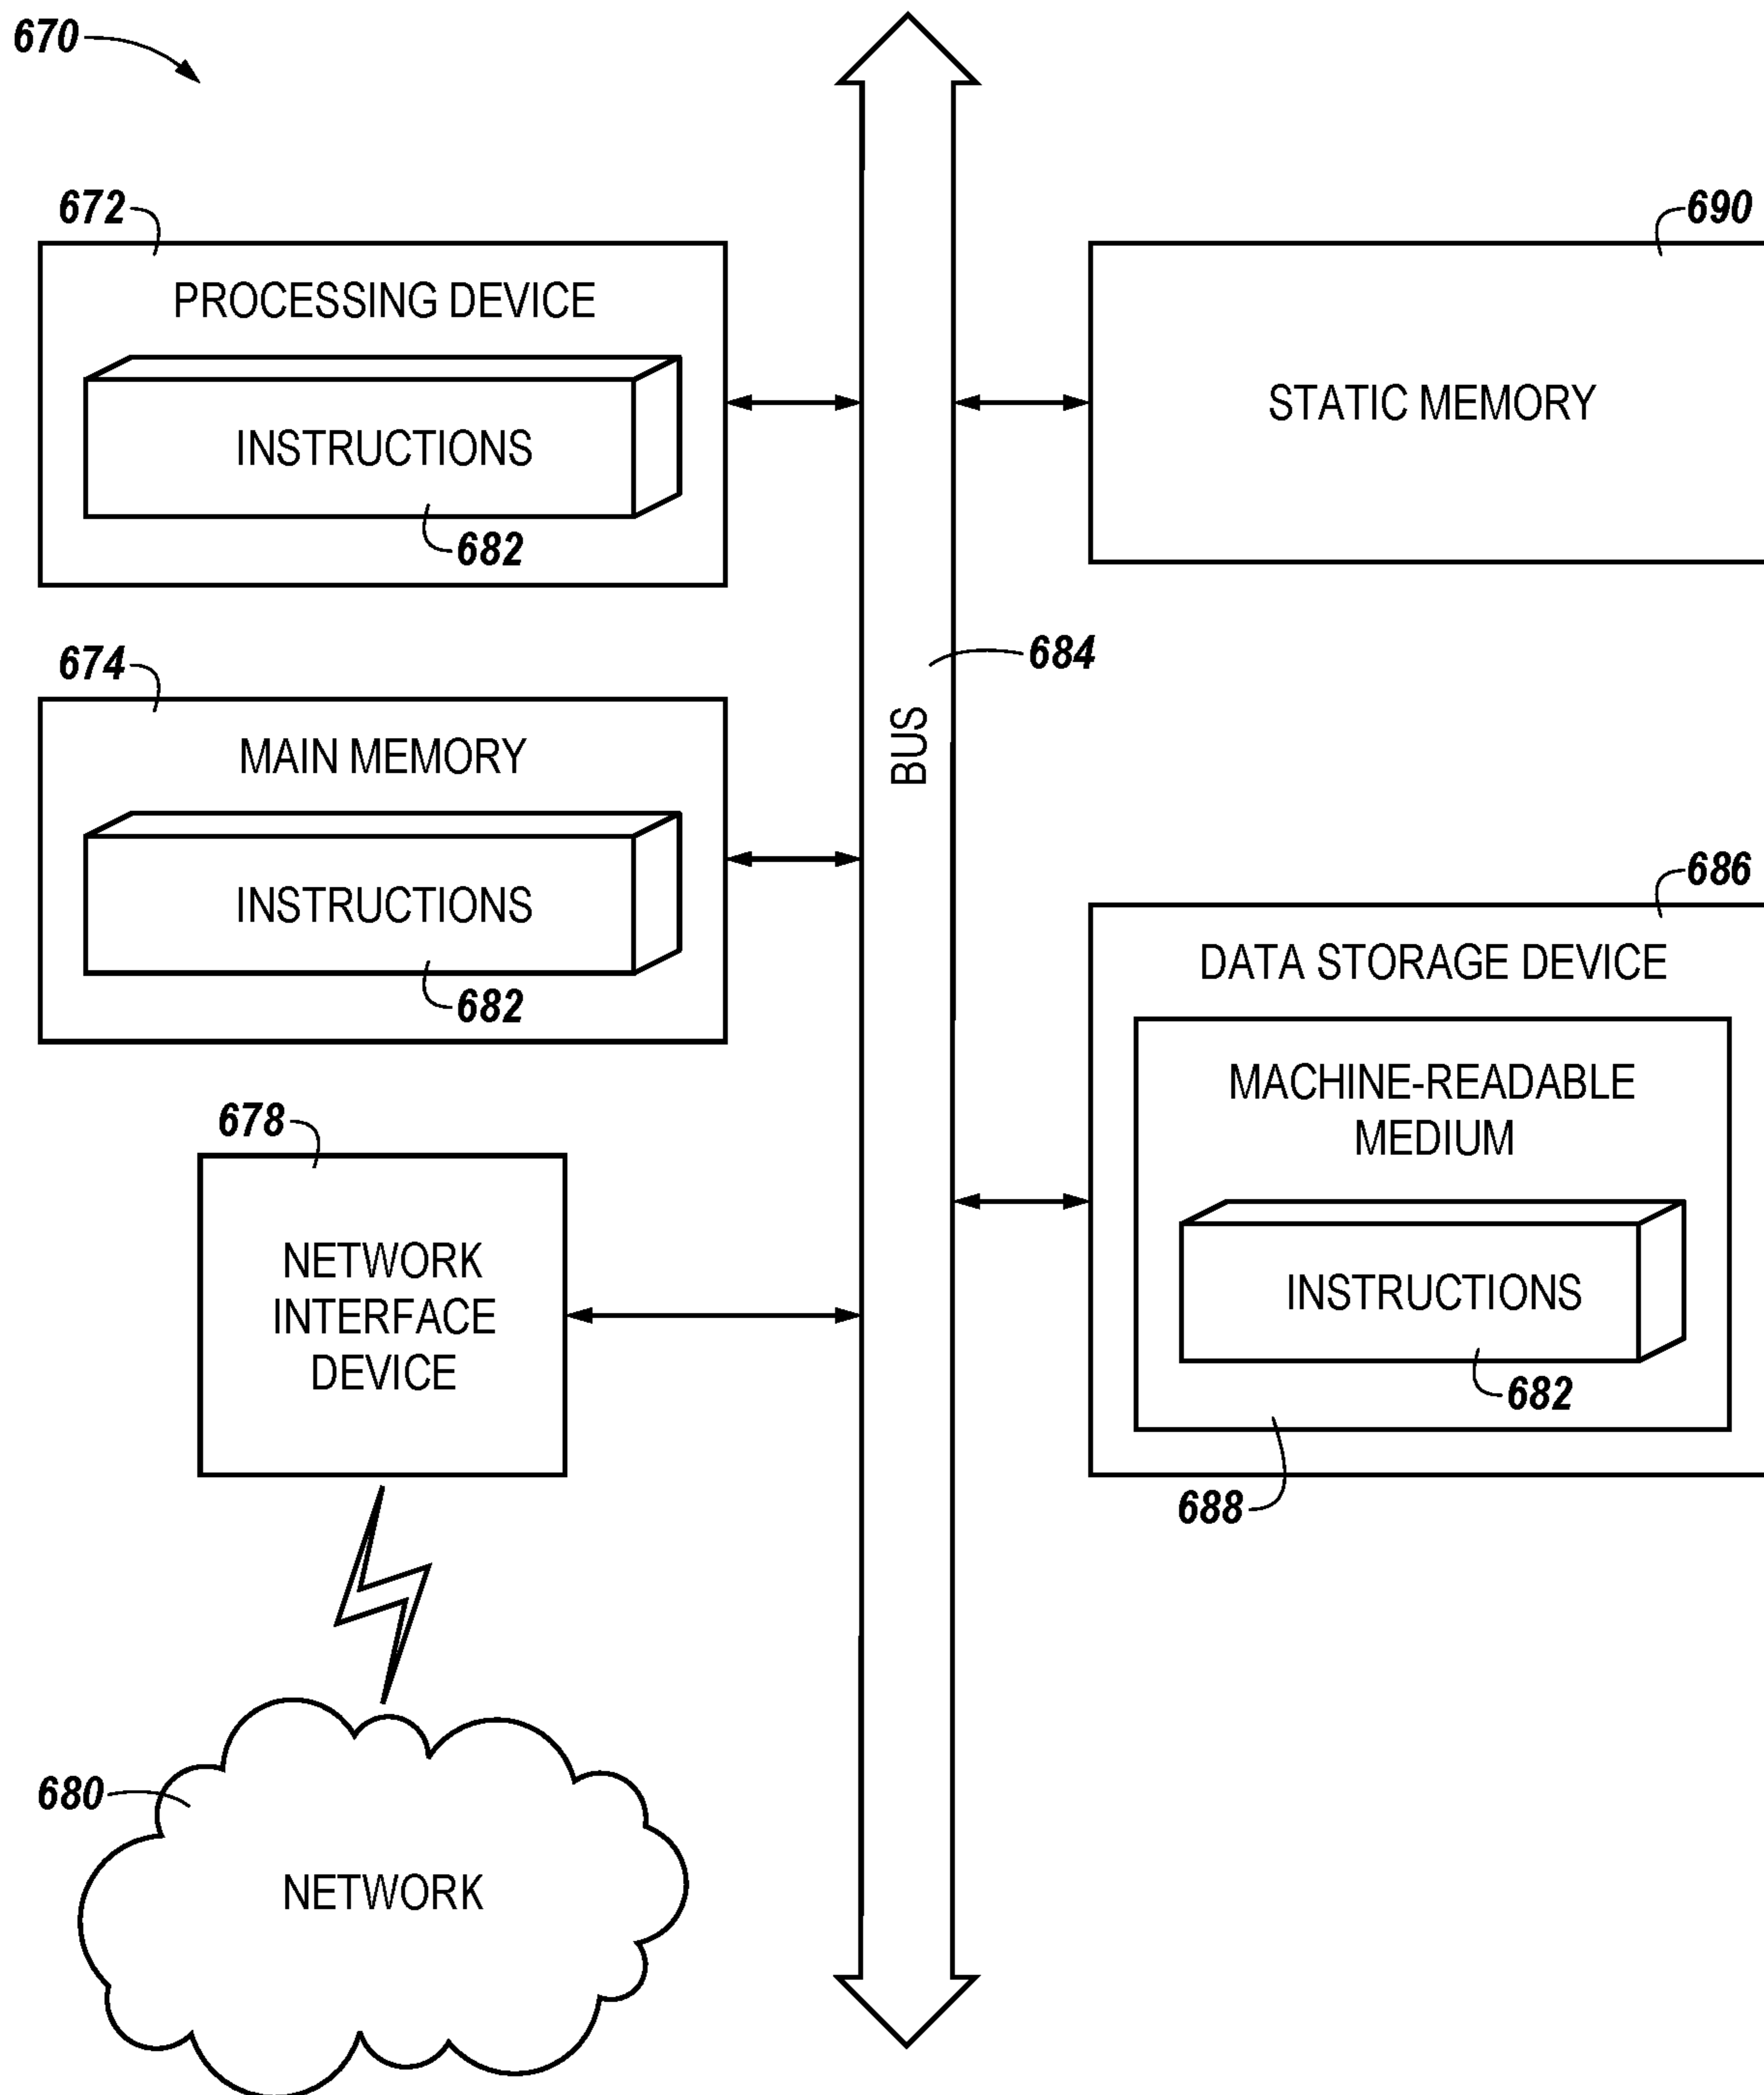 670
672
PROCESSING DEVICE
INSTRUCTIONS
682
690
STATIC MEMORY
674
MAIN MEMORY
INSTRUCTIONS
682
684
BUS
686
DATA STORAGE DEVICE
MACHINE-READABLE
MEDIUM
INSTRUCTIONS
682
688
678
NETWORK
INTERFACE
DEVICE
680
NETWORK